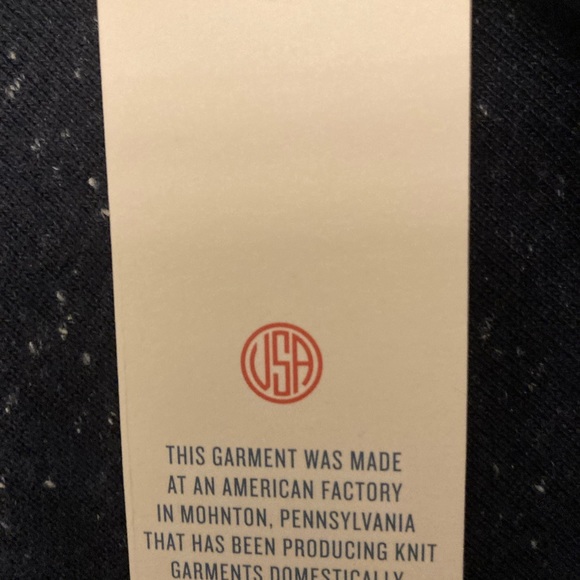 USA
THIS GARMENT WAS MADE
AT AN AMERICAN FACTORY
IN MOHNTON, PENNSYLVANIA
THAT HAS BEEN PRODUCING KNIT
GARMENTS DOMESTICALLY